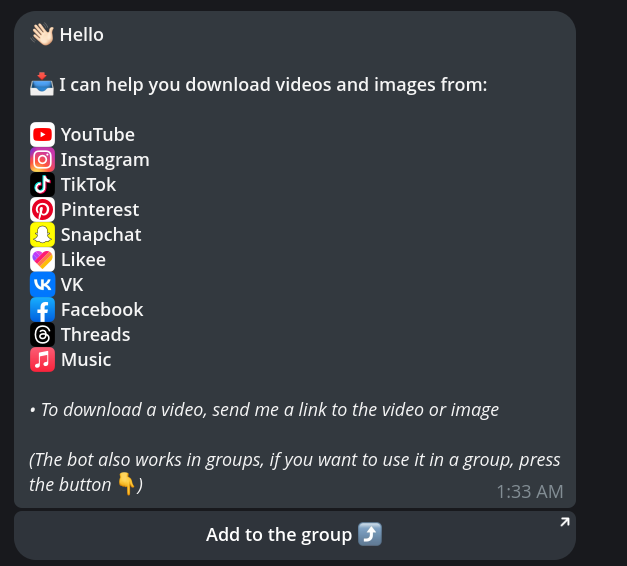 👋🏻 Hello
📥 I can help you download videos and images from:
YouTube
Instagram
TikTok
Pinterest
Snapchat
Likee
VK
Facebook
Threads
Music
• To download a video, send me a link to the video or image
(The bot also works in groups, if you want to use it in a group, press
the button 👇)
1:33 AM
Add to the group ⤴️